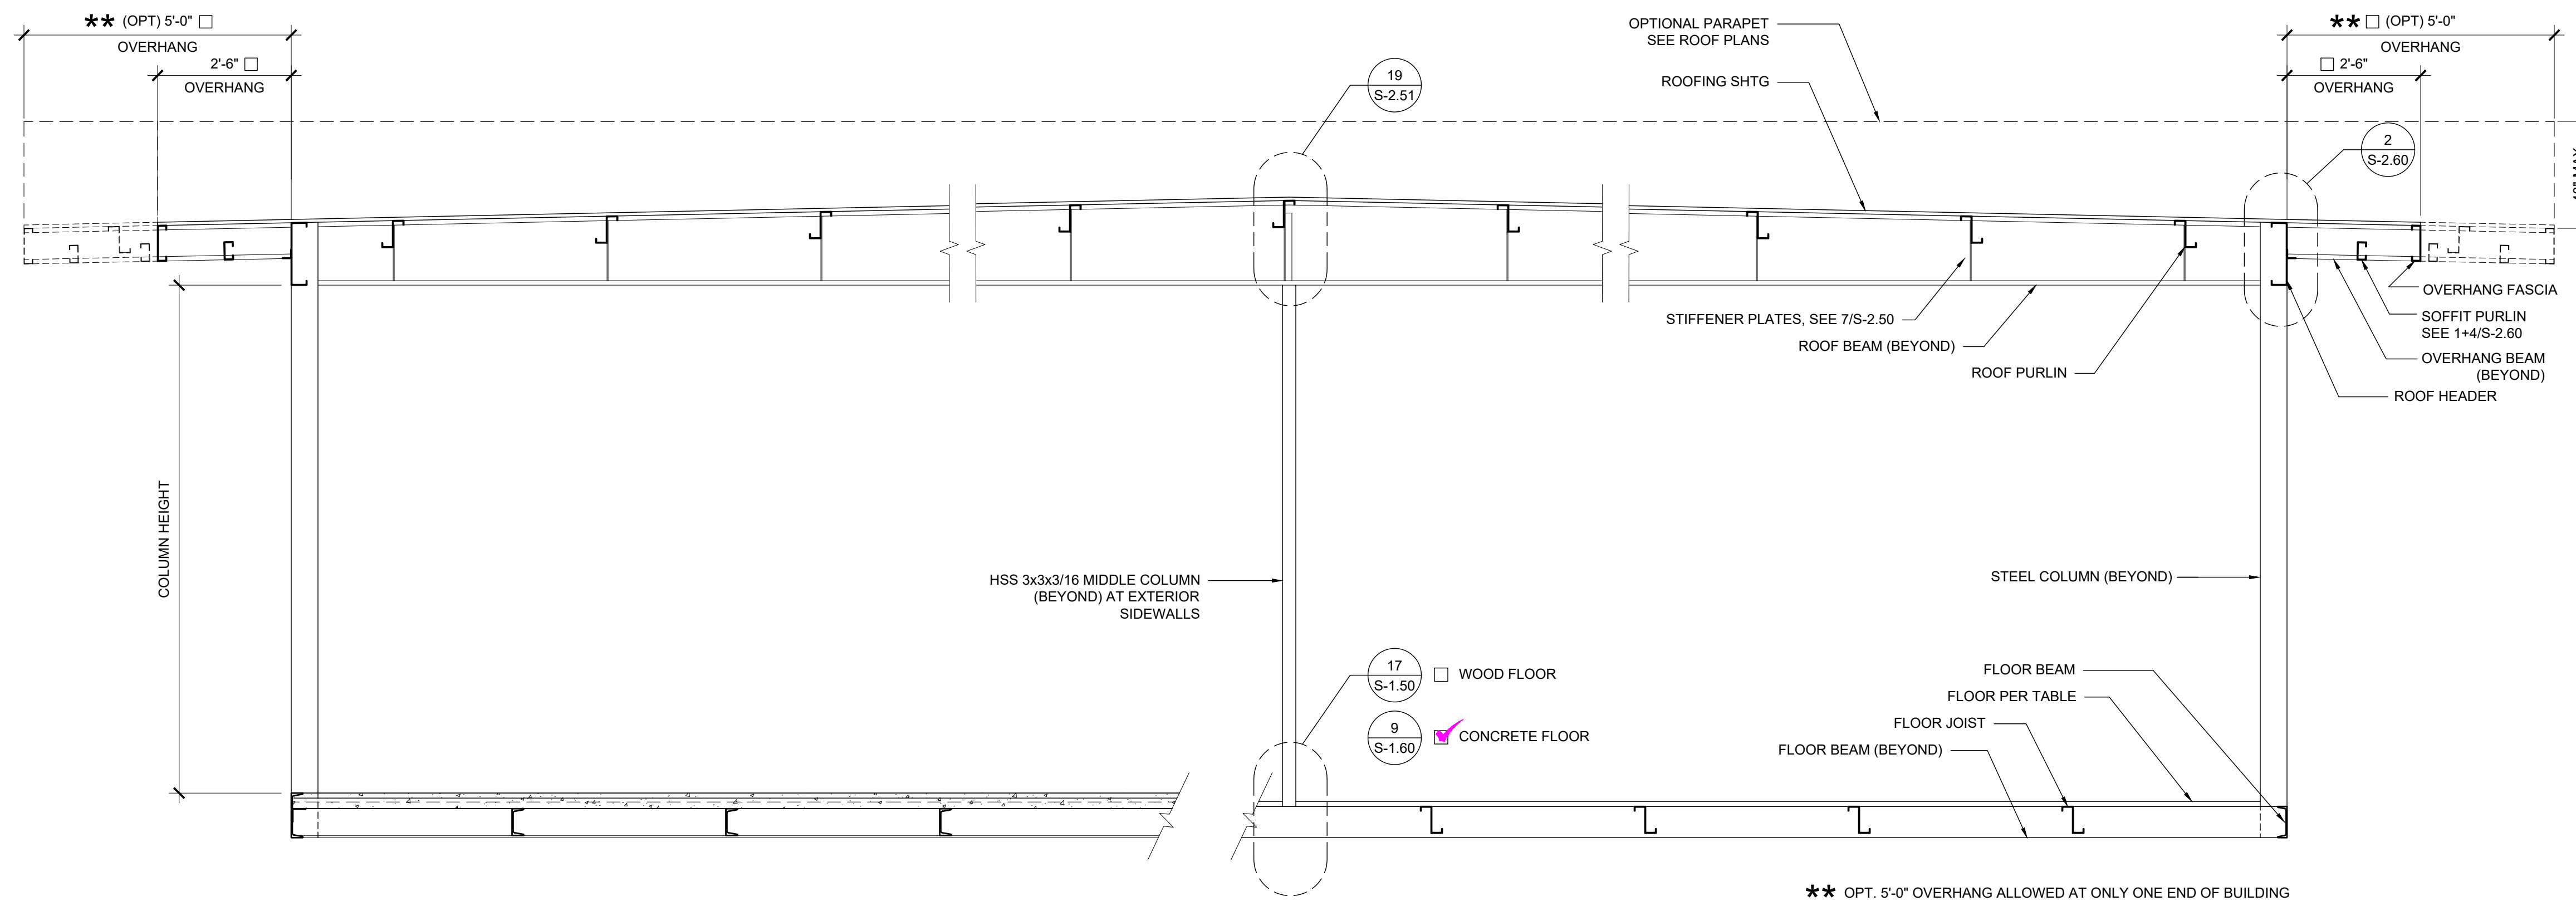 ** (OPT) 5'-0"
OVERHANG
2'-6"
OVERHANG
OPTIONAL PARAPET
SEE ROOF PLANS
ROOFING SHTG
19
S-2.51
** (OPT) 5'-0"
OVERHANG
2'-6"
OVERHANG
2
S-2.60
OVERHANG FASCIA
SOFFIT PURLIN
SEE 1+4/S-2.60
OVERHANG BEAM
(BEYOND)
ROOF HEADER
STIFFENER PLATES, SEE 7/S-2.50
ROOF BEAM (BEYOND)
ROOF PURLIN
COLUMN HEIGHT
HSS 3x3x3/16 MIDDLE COLUMN
(BEYOND) AT EXTERIOR
SIDEWALLS
STEEL COLUMN (BEYOND)
17
S-1.50
WOOD FLOOR
9
S-1.60
CONCRETE FLOOR
FLOOR BEAM
FLOOR PER TABLE
FLOOR JOIST
FLOOR BEAM (BEYOND)
** OPT. 5'-0" OVERHANG ALLOWED AT ONLY ONE END OF BUILDING